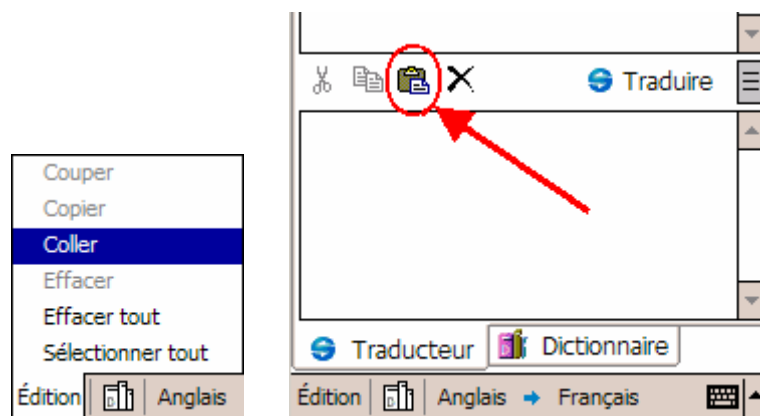 Couper
Copier
Coller
Effacer
Effacer tout
Sélectionner tout
Édition Anglais
Traduire
Traducteur Dictionnaire
Édition Anglais Français